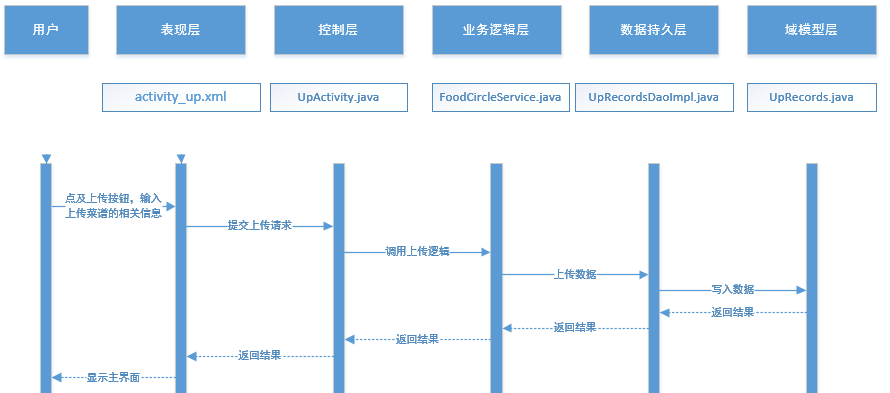 用户
表现层
控制层
业务逻辑层
数据持久层
域模型层
activity_up.xml
UpActivity.java
FoodCircleService.java
UpRecordsDaoImpl.java
UpRecords.java
点及上传按钮，输入
上传菜谱的相关信息
提交上传请求
调用上传逻辑
上传数据
写入数据
返回结果
返回结果
返回结果
返回结果
显示主界面